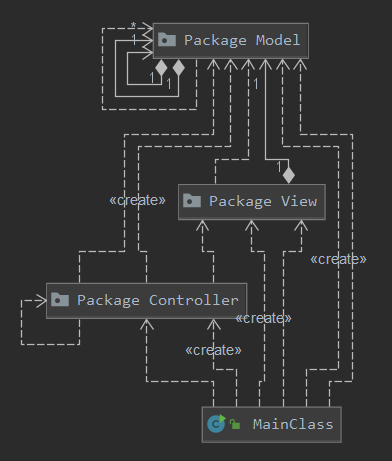 *
1
Package Model
1
1
1
«create»
1
Package View
«create»
Package Controller
«create»
«create»
MainClass